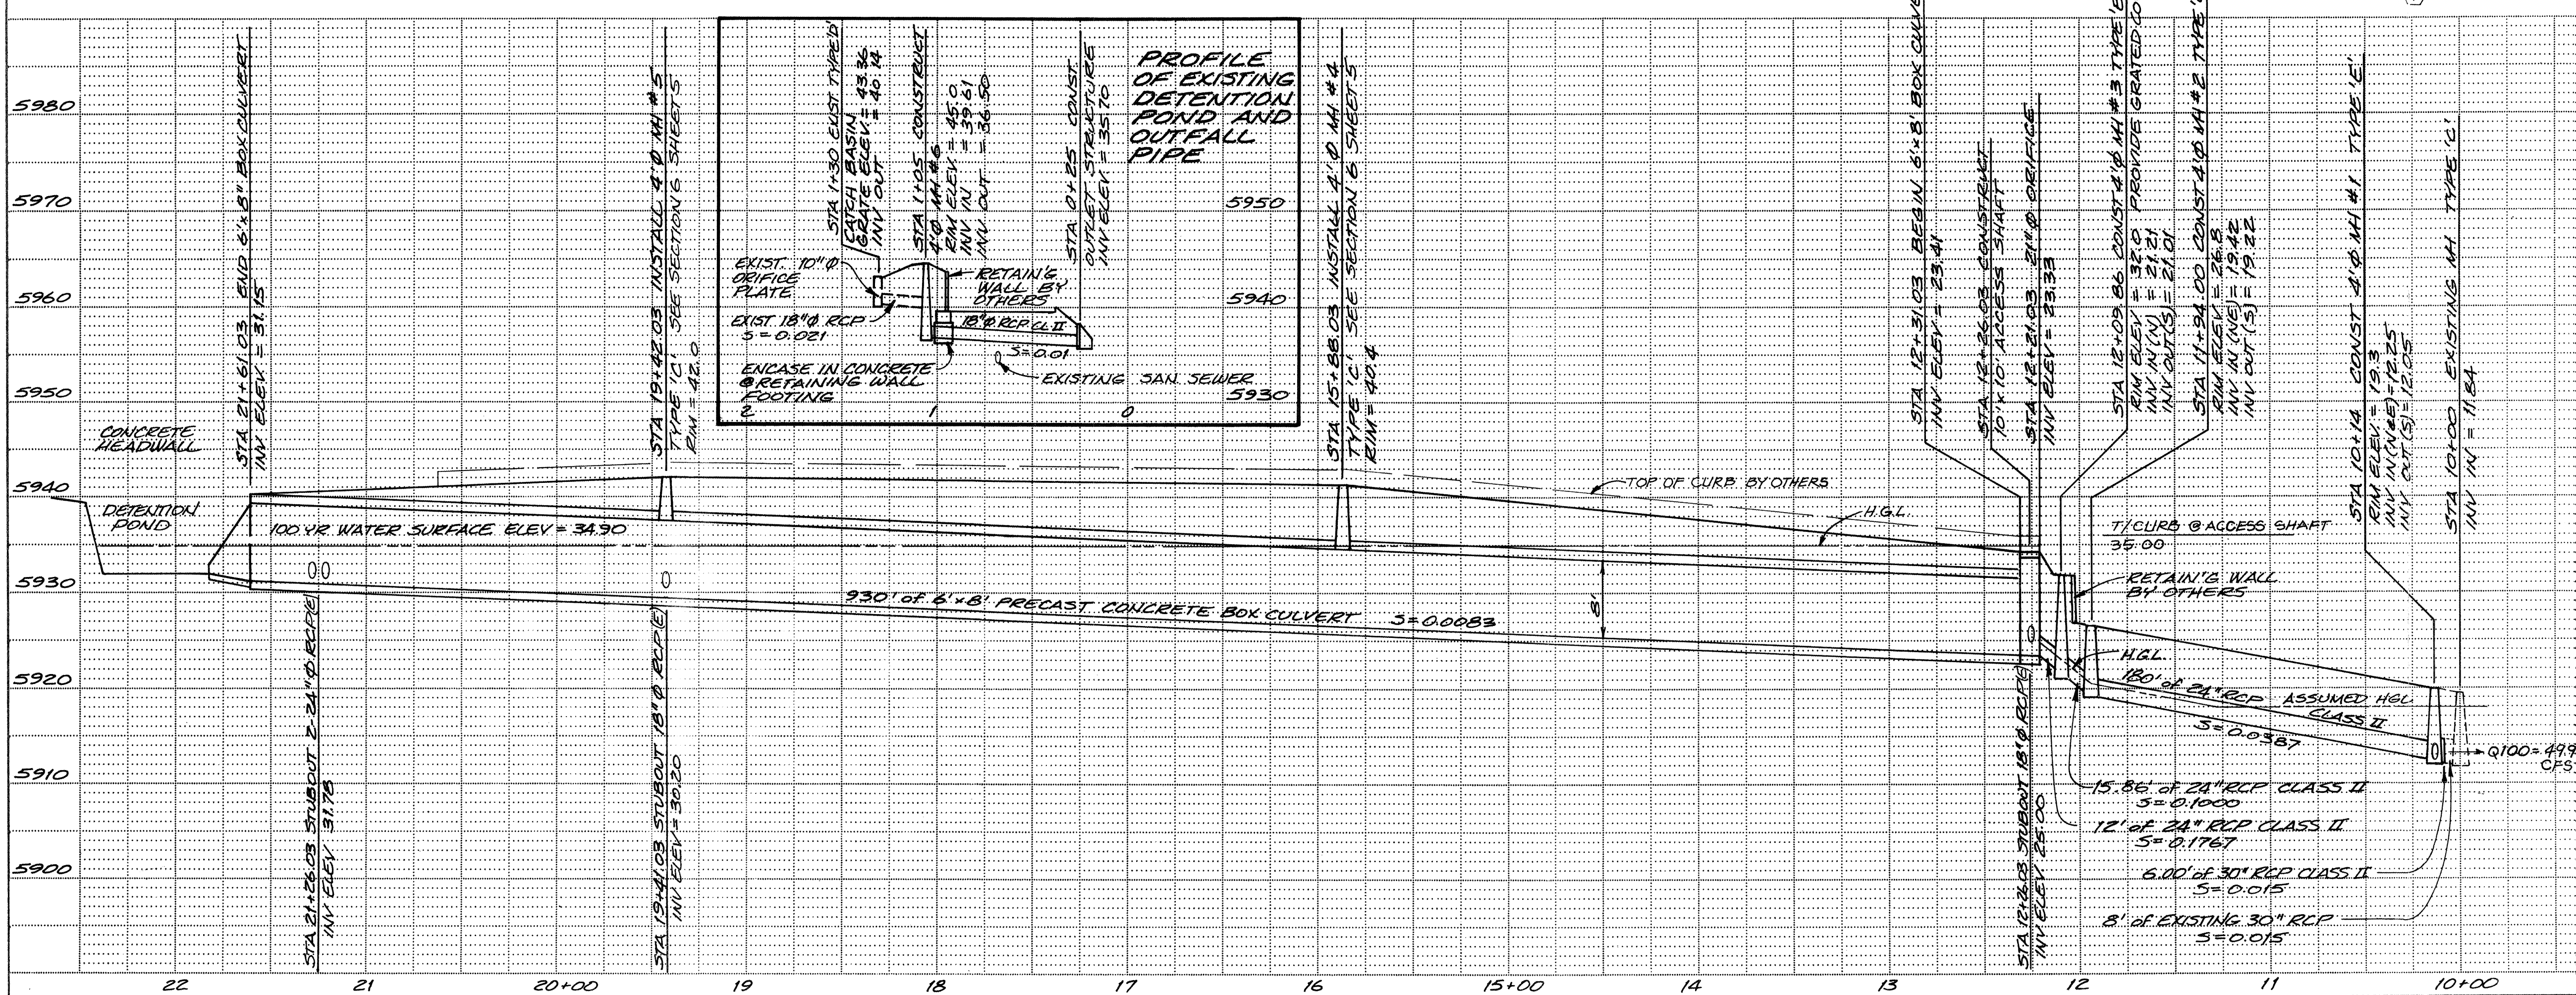 5980
5970
5960
5950
5940
5930
5920
5910
5900
CONCRETE
HEADWALL
DETENTION
POND
STA 21+61.03 END 6'x8" BOX CULVERT
INV ELEV = 31.15
100 YR. WATER SURFACE ELEV = 34.90
STA 21+26.03 STUBOUT 2-24"Ø RCP(E)
INV ELEV 31.78
STA 19+42.03 INSTALL 4'Ø MH #5
TYPE 'C' SEE SECTION 6 SHEET 5
RIM = 42.0
STA 19+41.03 STUBOUT 18"Ø RCP(E)
INV ELEV = 30.20
PROFILE
OF EXISTING
DETENTION
POND AND
OUTFALL
PIPE
STA 1+30 EXIST TYPE 'D'
CATCH BASIN
GRATE ELEV = 43.36
INV OUT = 40.14
STA 1+05 CONSTRUCT
4'Ø MH #6
RIM ELEV. = 45.0
INV IN = 39.61
INV. OUT = 36.50
STA 0+25 CONST.
OUTLET STRUCTURE
INV ELEV = 35.70
EXIST. 10"Ø
ORIFICE
PLATE
EXIST 18"Ø RCP
S = 0.021
RETAIN'G
WALL BY
OTHERS
18"Ø RCP CL II
S=0.01
ENCASE IN CONCRETE
@ RETAINING WALL
FOOTING
EXISTING SAN. SEWER
5950
5940
5930
2
1
0
STA 15+88.03 INSTALL 4'Ø MH #4
TYPE 'C' SEE SECTION 6 SHEET 5
RIM = 40.4
930' of 6'x8' PRECAST CONCRETE BOX CULVERT S=0.0083
8'
TOP OF CURB BY OTHERS
H.G.L.
STA 12+31.03 BEGIN 6'x8' BOX
INV ELEV = 23.41
STA 12+26.03 CONSTRUCT
10'x10' ACCESS SHAFT
STA 12+21.03 21"Ø ORIFICE
INV ELEV = 23.33
STA 12+09.86 CONST 4'Ø MH #3 TYPE 'E'
RIM ELEV = 32.0 PROVIDE GRATED
INV IN (N) = 21.21
INV OUT(S) = 21.01
STA 11+94.00 CONST 4'Ø MH #2 TYPE
RIM ELEV = 26.8
INV IN (NE) = 19.42
INV OUT (S) = 19.22
STA 10+14 CONST 4'Ø MH #1 TYPE 'E'
RIM ELEV. = 19.3
INV IN (N&E) = 12.25
INV OUT (S) = 12.05
STA 10+00 EXISTING MH TYPE 'C'
INV IN = 11.84
T/CURB @ ACCESS SHAFT
35.00
RETAIN'G WALL
BY OTHERS
H.G.L.
180' of 24" RCP
ASSUMED HGL
CLASS II
S=0.0387
Q100=
CFS
STA 12+26.03 STUBOUT 18"Ø RCP(E)
INV ELEV. 25.00
15.86' of 24" RCP CLASS II
S=0.1000
12' of 24" RCP CLASS II
S=0.1767
6.00' of 30" RCP CLASS II
S=0.015
8' of EXISTING 30" RCP
S=0.015
22
21
20+00
19
18
17
16
15+00
14
13
12
11
10+00